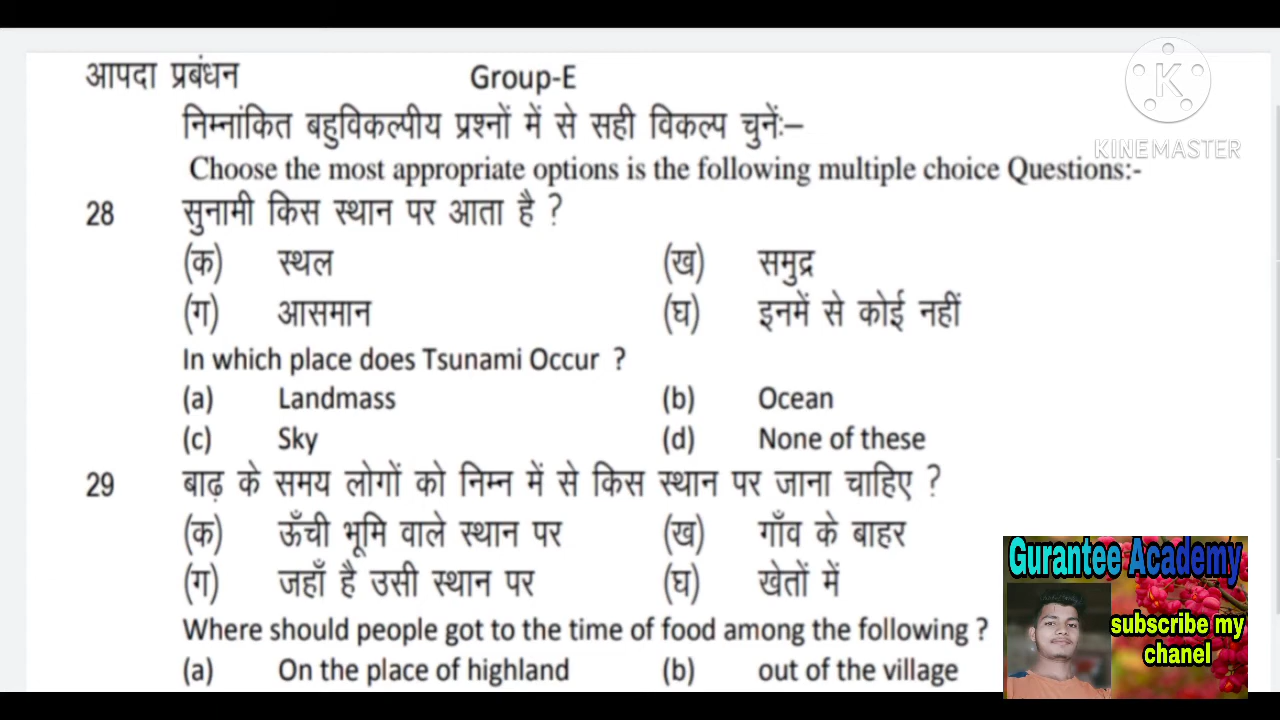 आपदा प्रबंधन Group-E
निम्नांकित बहुविकल्पीय प्रश्नों में से सही विकल्प चुनें:–
Choose the most appropriate options is the following multiple choice Questions:-
28 सुनामी किस स्थान पर आता है ?
(क) स्थल (ख) समुद्र
(ग) आसमान (घ) इनमें से कोई नहीं
In which place does Tsunami Occur ?
(a) Landmass (b) Ocean
(c) Sky (d) None of these
29 बाढ़ के समय लोगों को निम्न में से किस स्थान पर जाना चाहिए ?
(क) ऊँची भूमि वाले स्थान पर (ख) गाँव के बाहर
(ग) जहाँ है उसी स्थान पर (घ) खेतों में
Where should people got to the time of food among the following ?
(a) On the place of highland (b) out of the village
K
KINEMASTER
Gurantee Academy
subscribe my
chanel